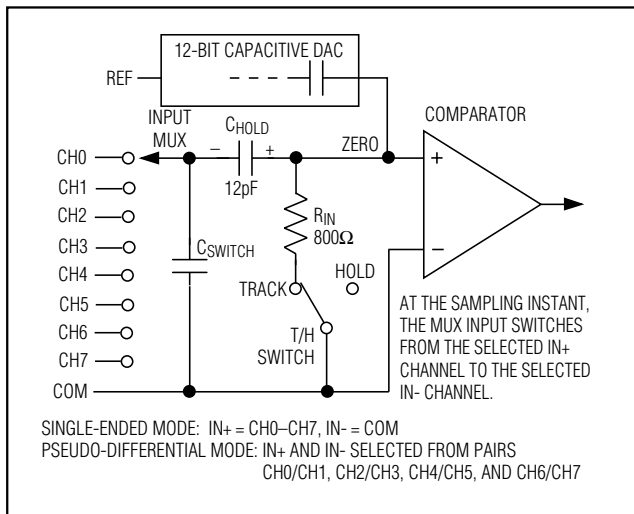 12-BIT CAPACITIVE DAC
REF
COMPARATOR
INPUT
MUX
CHOLD
ZERO
– +
+
12pF
CH0
CH1
CH2
CH3
CH4
CH5
CH6
CH7
COM
CSWITCH
RIN
800Ω
–
TRACK
HOLD
T/H
SWITCH
AT THE SAMPLING INSTANT,
THE MUX INPUT SWITCHES
FROM THE SELECTED IN+
CHANNEL TO THE SELECTED
IN- CHANNEL.
SINGLE-ENDED MODE: IN+ = CH0–CH7, IN- = COM
PSEUDO-DIFFERENTIAL MODE: IN+ AND IN- SELECTED FROM PAIRS
CH0/CH1, CH2/CH3, CH4/CH5, AND CH6/CH7